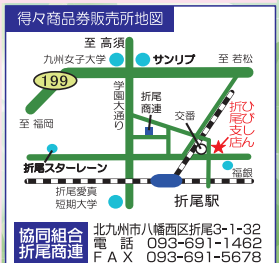 得々商品券販売所地図
至 高須
九州女子大学
サンリブ
至 若松
199
学園大通り
折尾
商連
交番
ひびしん
折尾支店
至 福岡
折尾スターレーン
福銀
折尾愛真
短期大学
折尾駅
協同組合
折尾商連
北九州市八幡西区折尾3-1-32
電話 093-691-1462
FAX 093-691-5678